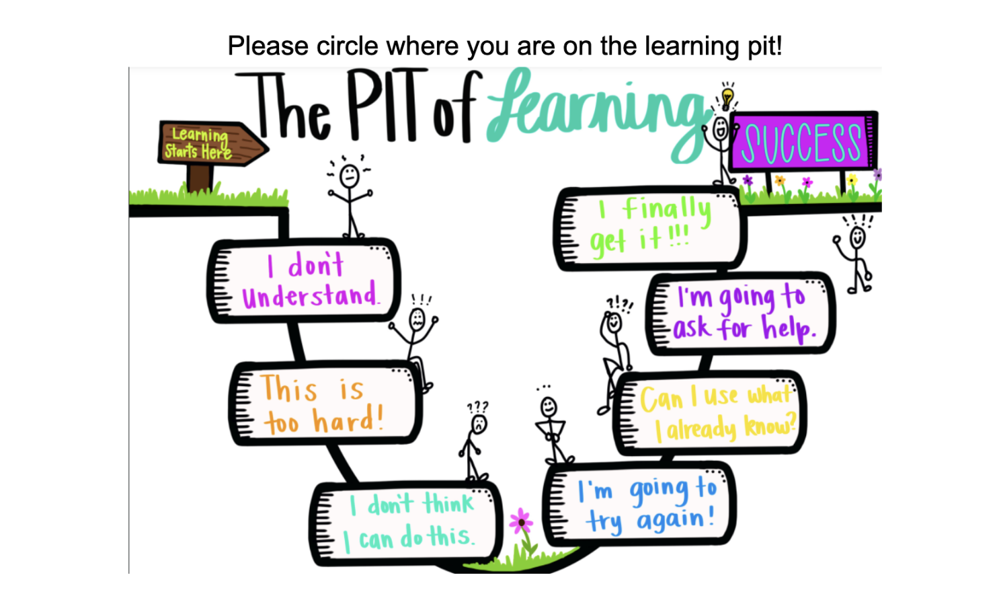 Please circle where you are on the learning pit!
The PIT of Learning
Learning
Starts Here
SUCCESS
I don't
Understand.
This is
too hard!
???
I don't think
I can do this.
I'm going to
try again!
Can I use what
I already know?
?!?!
I'm going to
ask for help.
I finally
get it!!!